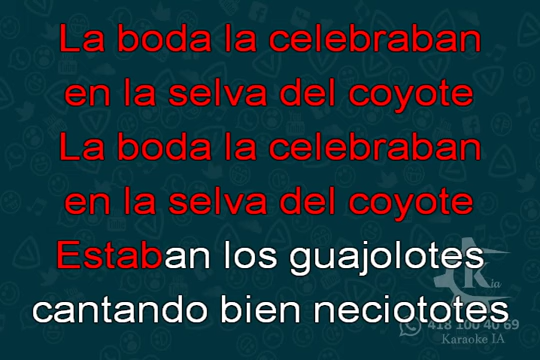 La boda la celebraban
en la selva del coyote
La boda la celebraban
en la selva del coyote
Estaban los guajolotes
cantando bien neciototes
Kia
418 100 40 69
Karaoke IA